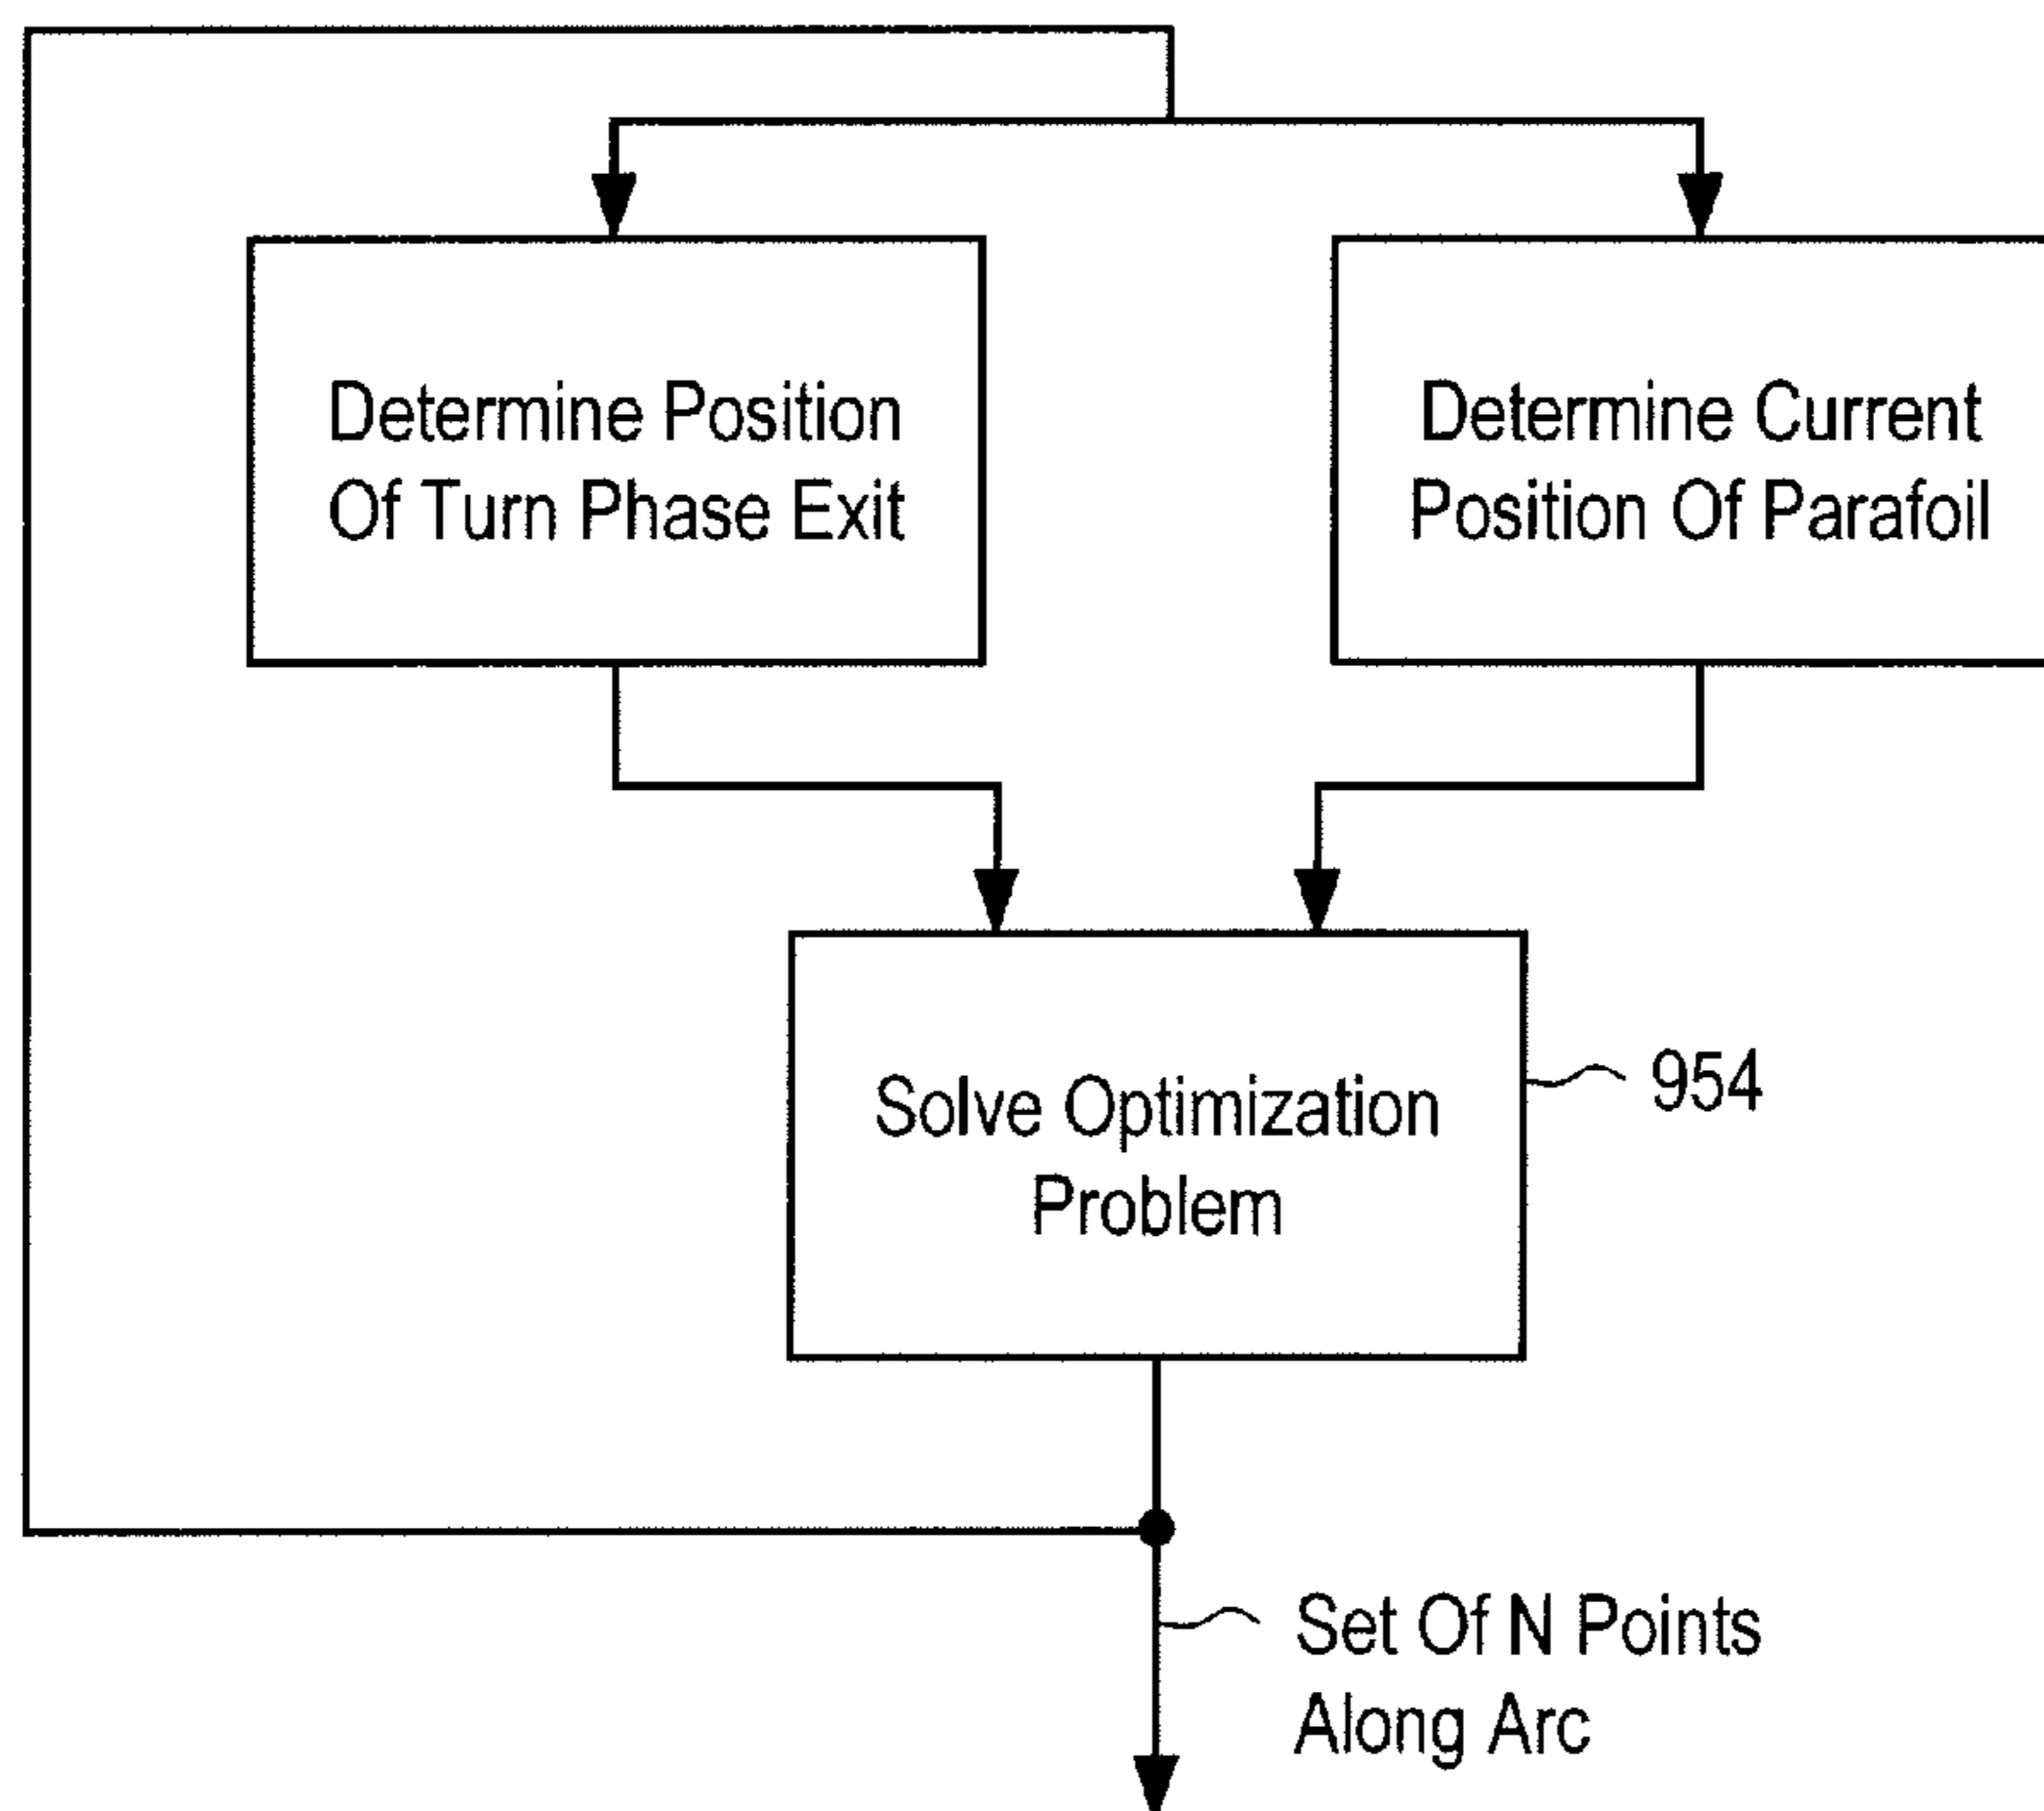 Determine Position
Of Turn Phase Exit
Determine Current
Position Of Parafoil
Solve Optimization
Problem
954
Set Of N Points
Along Arc